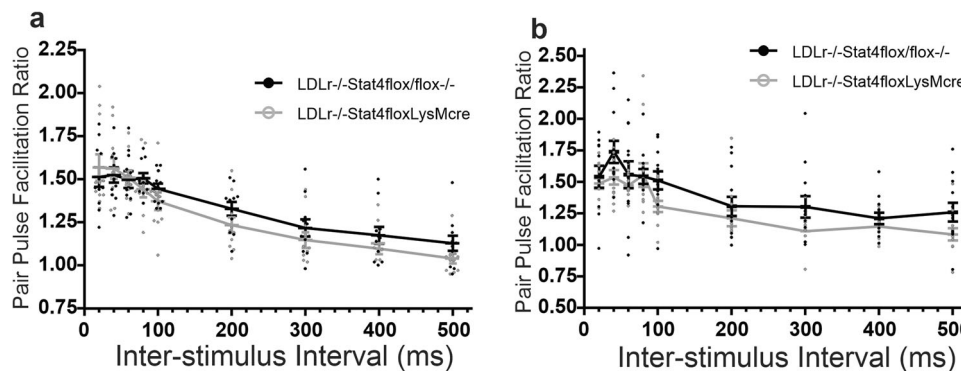 a
Pair Pulse Facilitation Ratio
2.25
2.00
1.75
1.50
1.25
1.00
0.75
LDLr-/-Stat4flox/flox-/-
LDLr-/-Stat4floxLysMcre
0
100
200
300
400
500
Inter-stimulus Interval (ms)
b
Pair Pulse Facilitation Ratio
2.50
2.25
2.00
1.75
1.50
1.25
1.00
0.75
0.50
LDLr-/-Stat4flox/flox-/-
LDLr-/-Stat4floxLysMcre
0
100
200
300
400
500
Inter-stimulus Interval (ms)